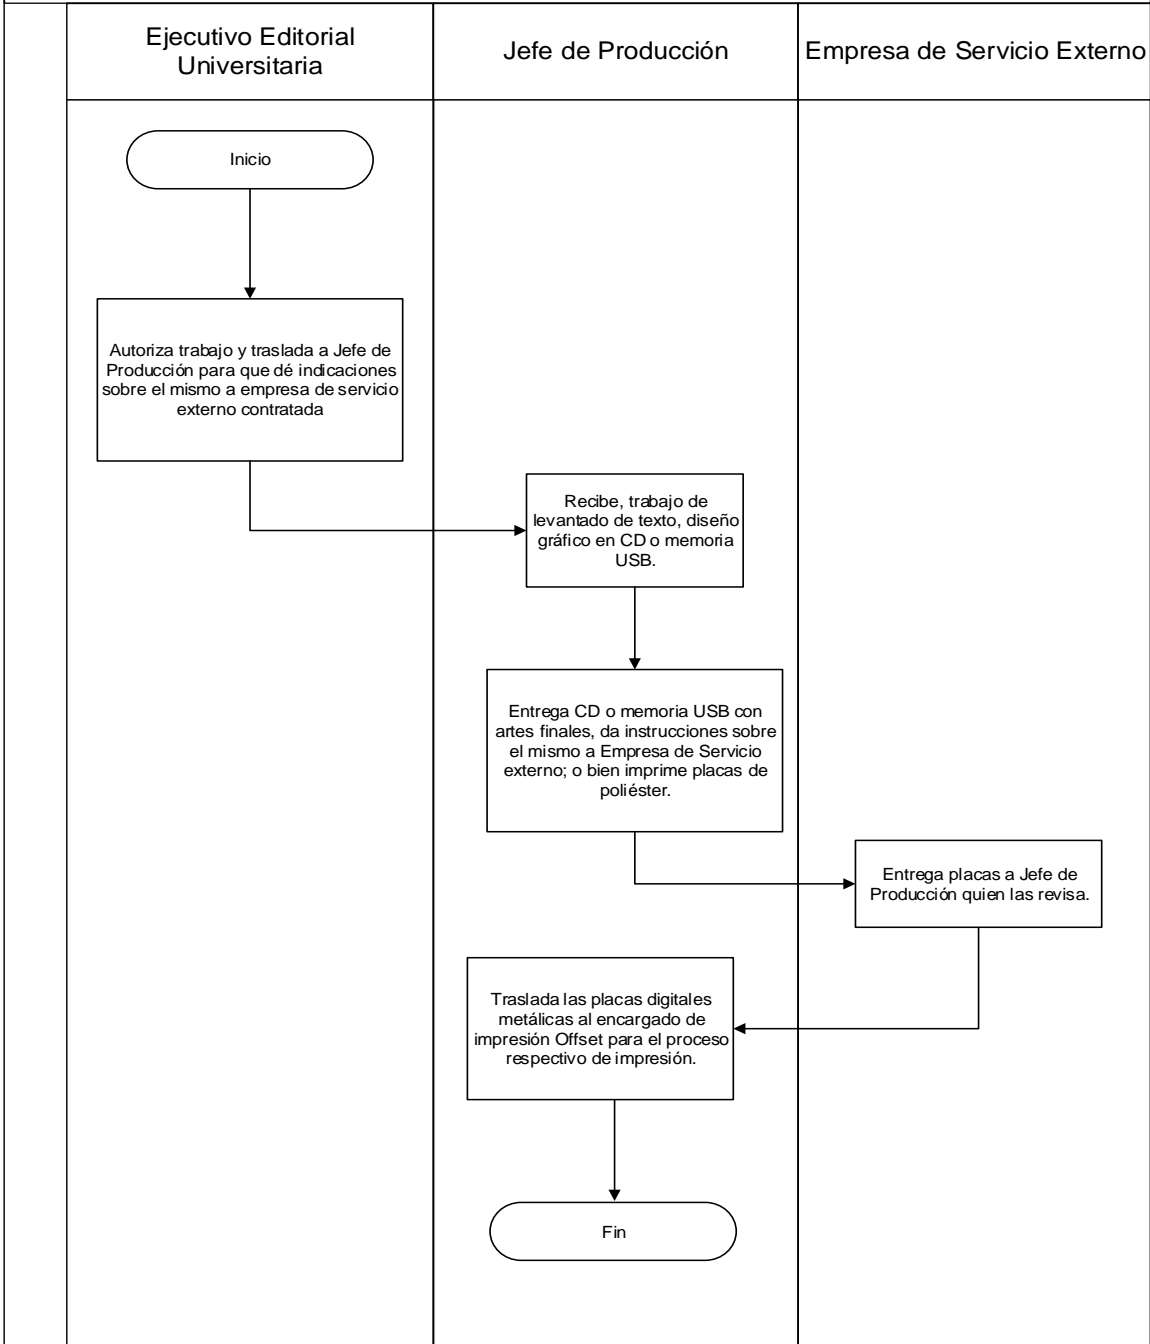 Ejecutivo Editorial
Universitaria
Jefe de Producción
Empresa de Servicio Externo
Inicio
Autoriza trabajo y traslada a Jefe de
Producción para que dé indicaciones
sobre el mismo a empresa de servicio
externo contratada
Recibe, trabajo de
levantado de texto, diseño
gráfico en CD o memoria
USB.
Entrega CD o memoria USB con
artes finales, da instrucciones sobre
el mismo a Empresa de Servicio
externo; o bien imprime placas de
poliéster.
Entrega placas a Jefe de
Producción quien las revisa.
Traslada las placas digitales
metálicas al encargado de
impresión Offset para el proceso
respectivo de impresión.
Fin